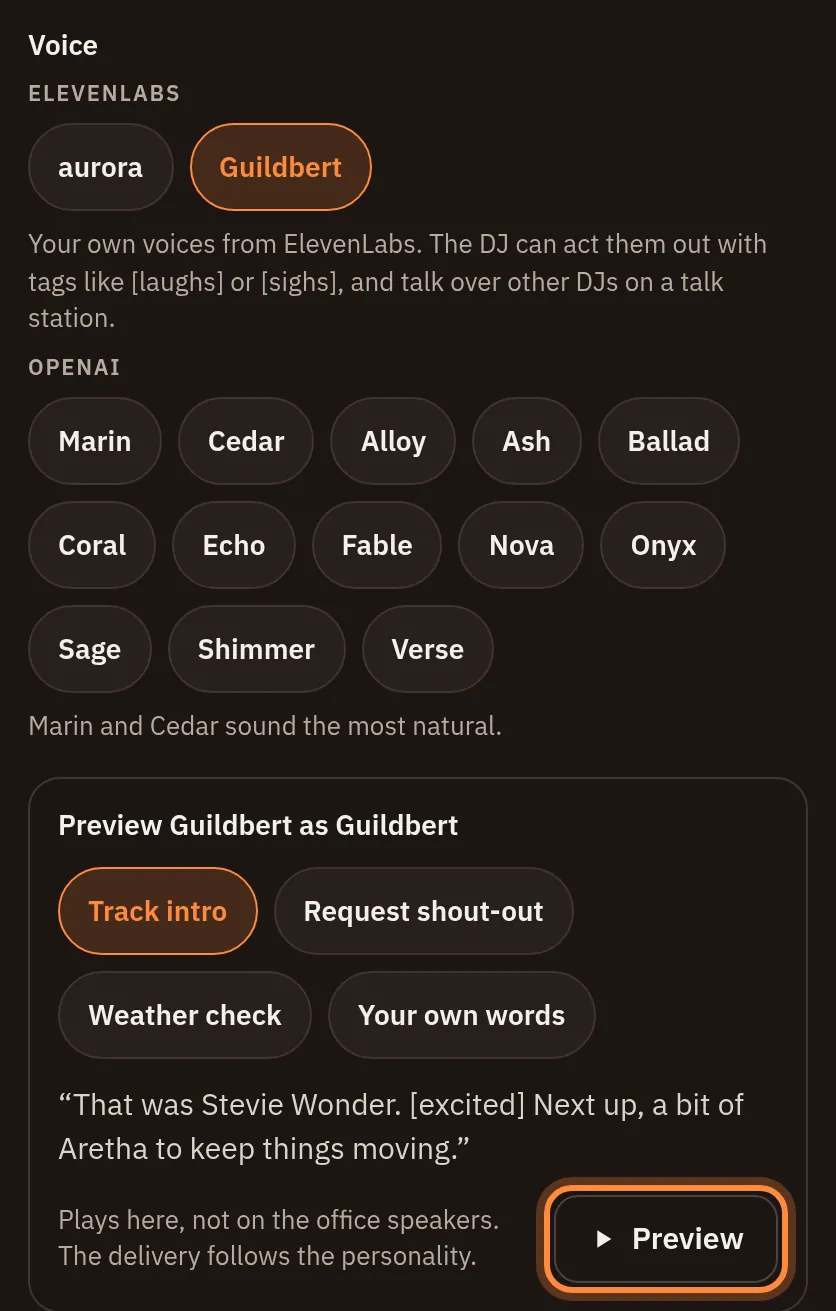 Voice
ELEVENLABS
aurora Guildbert
Your own voices from ElevenLabs. The DJ can act them out with
tags like [laughs] or [sighs], and talk over other DJs on a talk
station.
OPENAI
Marin Cedar Alloy Ash Ballad
Coral Echo Fable Nova Onyx
Sage Shimmer Verse
Marin and Cedar sound the most natural.
Preview Guildbert as Guildbert
Track intro Request shout-out
Weather check Your own words
“That was Stevie Wonder. [excited] Next up, a bit of
Aretha to keep things moving.”
Plays here, not on the office speakers.
The delivery follows the personality.
Preview